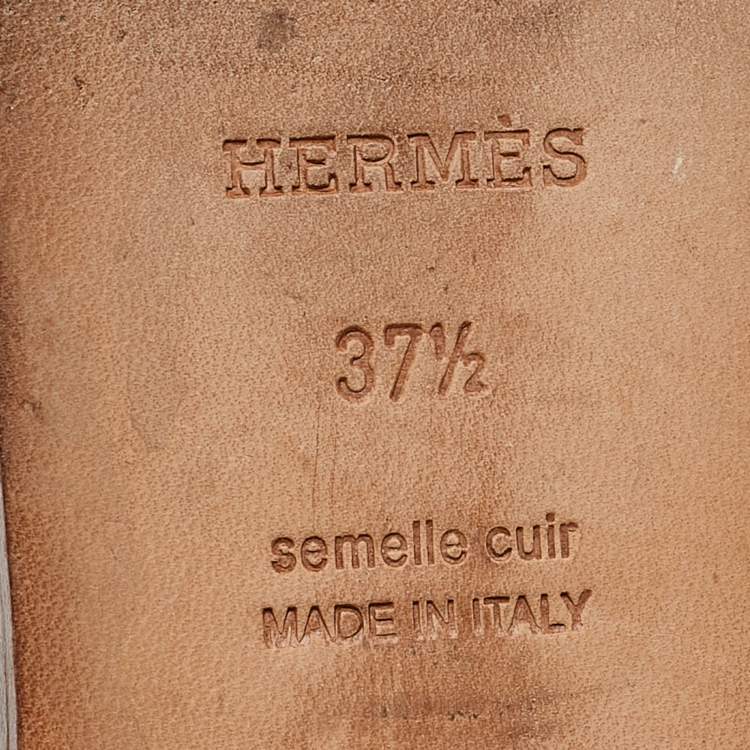 HERMÈS
37½
semelle cuir
MADE IN ITALY